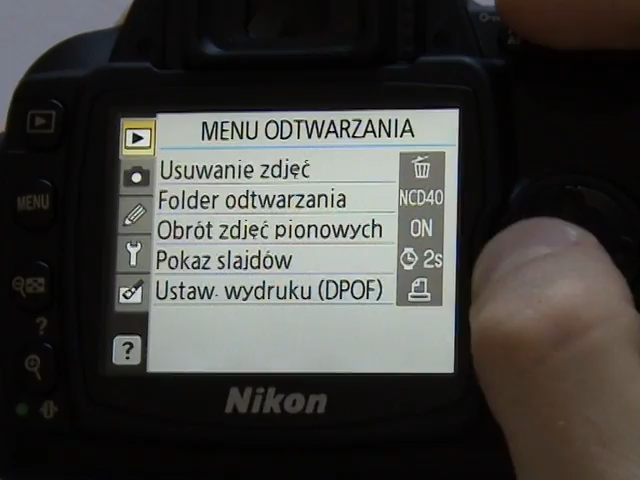 MENU ODTWARZANIA
Usuwanie zdjęć
Folder odtwarzania NCD40
Obrót zdjęć pionowych ON
Pokaz slajdów 2s
Ustaw. wydruku (DPOF)
MENU
?
?
Nikon